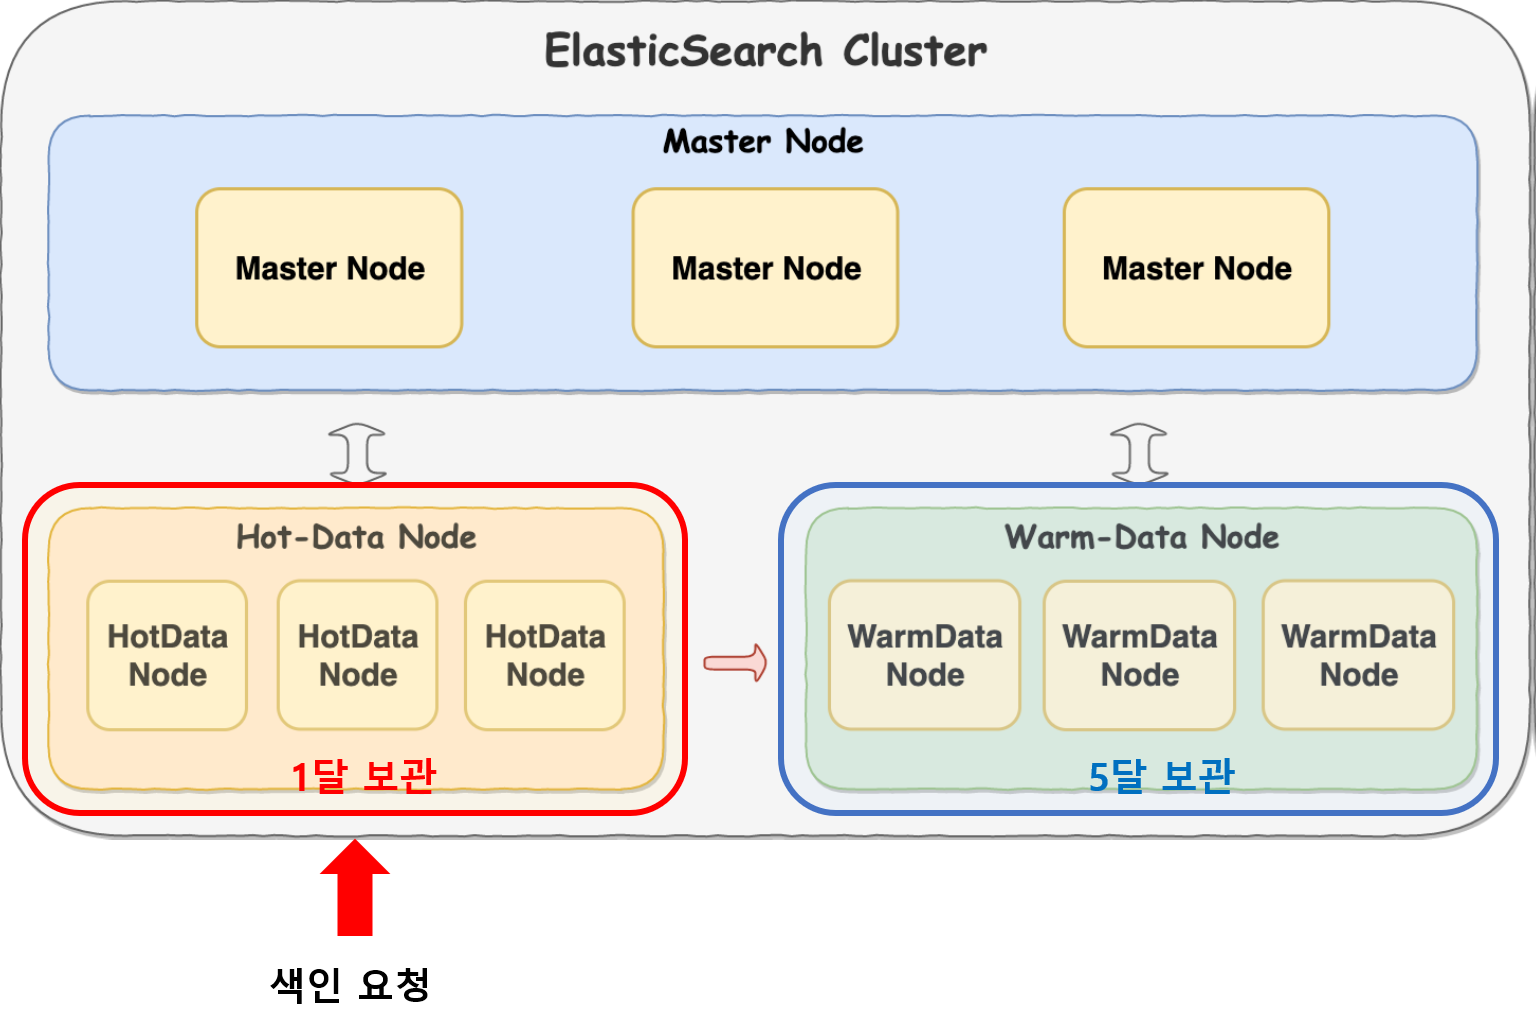 ElasticSearch Cluster
Master Node
Master Node
Master Node
Master Node
Hot-Data Node
HotData
Node
HotData
Node
HotData
Node
1달 보관
Warm-Data Node
WarmData
Node
WarmData
Node
WarmData
Node
5달 보관
색인 요청